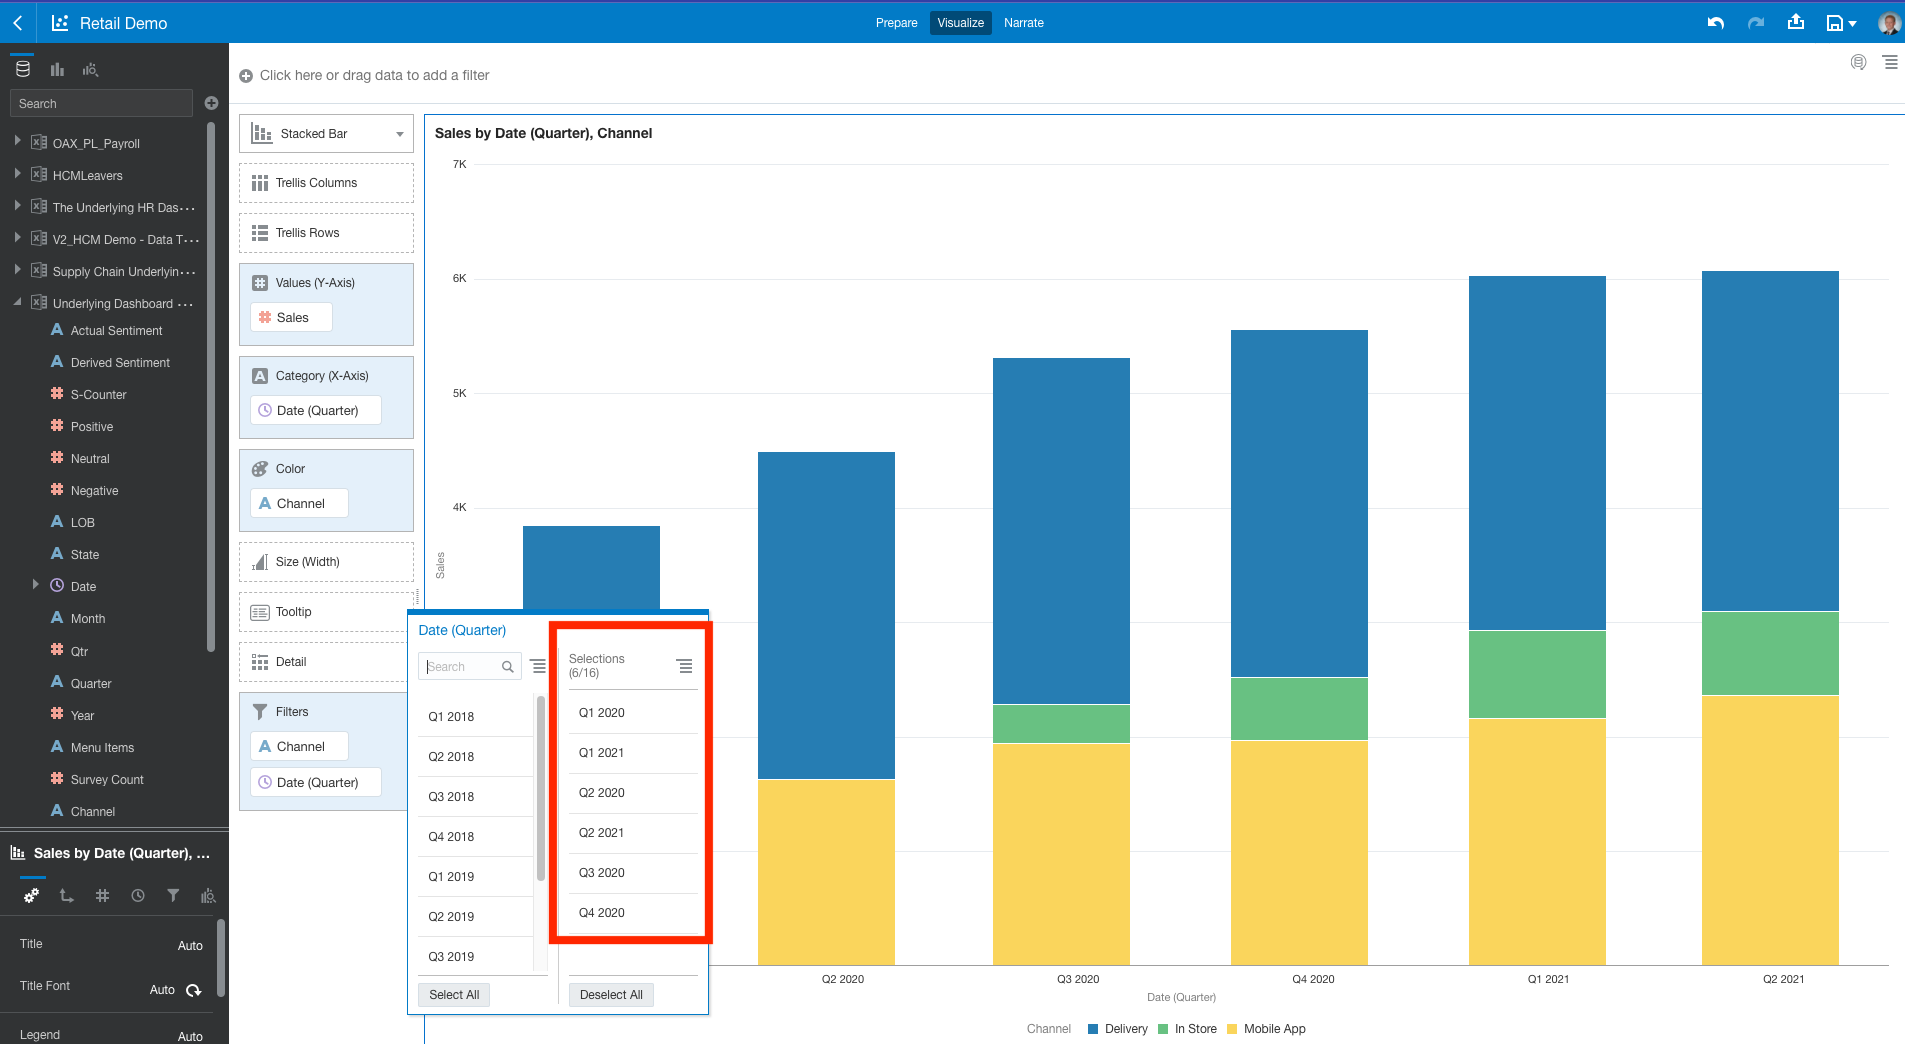 Retail Demo
Prepare
Visualize
Narrate
Click here or drag data to add a filter
Search
OAX_PL_Payroll
HCMLeavers
The Underlying HR Das···
V2_HCM Demo - Data T···
Supply Chain Underlyin···
Underlying Dashboard ···
Actual Sentiment
Derived Sentiment
S-Counter
Positive
Neutral
Negative
LOB
State
Date
Month
Qtr
Quarter
Year
Menu Items
Survey Count
Channel
Sales by Date (Quarter), ...
Title
Auto
Title Font
Auto
Legend
Auto
Stacked Bar
Trellis Columns
Trellis Rows
Values (Y-Axis)
Sales
Category (X-Axis)
Date (Quarter)
Color
Channel
Size (Width)
Tooltip
Detail
Filters
Channel
Date (Quarter)
Sales by Date (Quarter), Channel
7K
6K
5K
4K
Sales
Date (Quarter)
Search
Q1 2018
Q2 2018
Q3 2018
Q4 2018
Q1 2019
Q2 2019
Q3 2019
Select All
Selections
(6/16)
Q1 2020
Q1 2021
Q2 2020
Q2 2021
Q3 2020
Q4 2020
Deselect All
Q2 2020
Q3 2020
Q4 2020
Q1 2021
Q2 2021
Date (Quarter)
Channel
Delivery
In Store
Mobile App